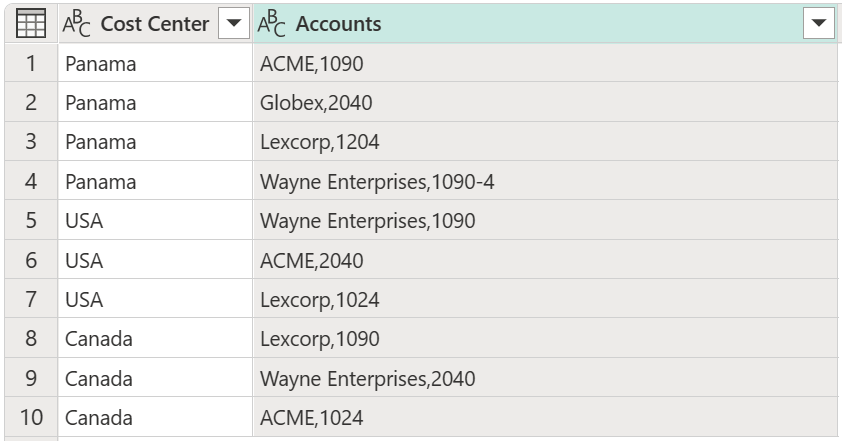 ABC Cost Center ABC Accounts
1 Panama ACME,1090
2 Panama Globex,2040
3 Panama Lexcorp,1204
4 Panama Wayne Enterprises,1090-4
5 USA Wayne Enterprises,1090
6 USA ACME,2040
7 USA Lexcorp,1024
8 Canada Lexcorp,1090
9 Canada Wayne Enterprises,2040
10 Canada ACME,1024